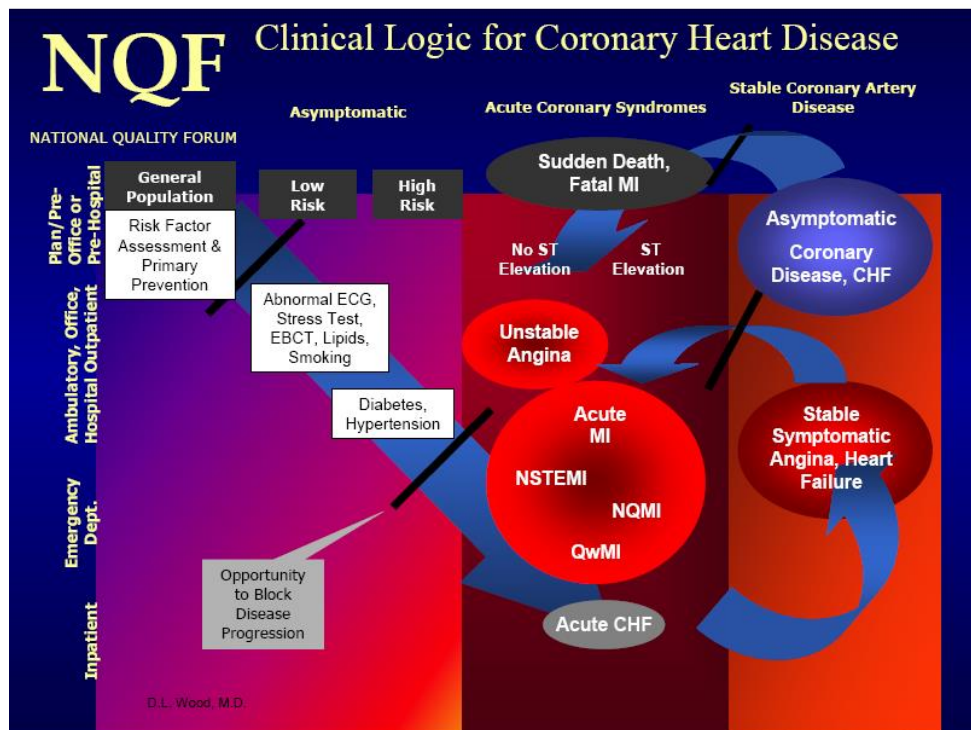 NQF
Clinical Logic for Coronary Heart Disease
NATIONAL QUALITY FORUM
Asymptomatic
Acute Coronary Syndromes
Stable Coronary Artery
Disease
Plan/Pre-
Office or
Pre-Hospital
Ambulatory, Office,
Hospital Outpatient
Emergency
Dept.
Inpatient
General
Population
Low
Risk
High
Risk
Risk Factor
Assessment &
Primary
Prevention
Abnormal ECG,
Stress Test,
EBCT, Lipids,
Smoking
Diabetes,
Hypertension
Opportunity
to Block
Disease
Progression
Sudden Death,
Fatal MI
No ST
Elevation
ST
Elevation
Unstable
Angina
Acute
MI
NSTEMI
NQMI
QwMI
Acute CHF
Asymptomatic
Coronary
Disease, CHF
Stable
Symptomatic
Angina, Heart
Failure
D.L. Wood, M.D.